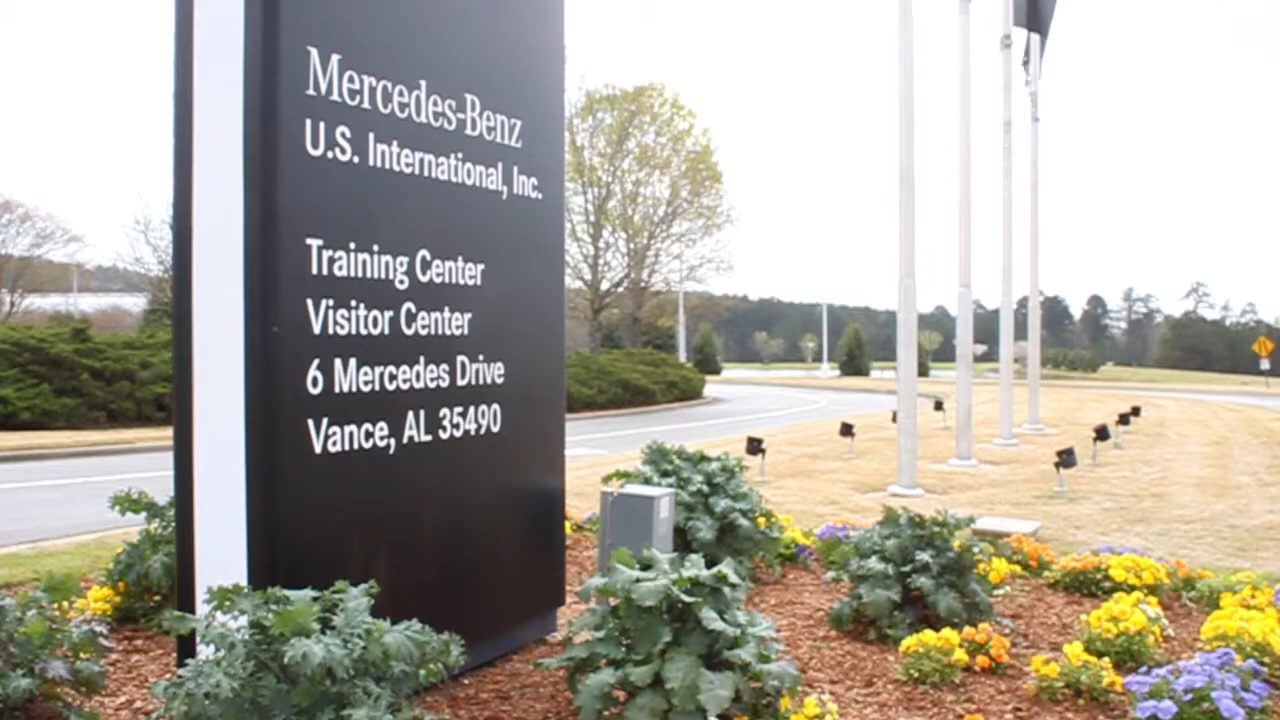 Mercedes-Benz
U.S. International, Inc.
Training Center
Visitor Center
6 Mercedes Drive
Vance, AL 35490